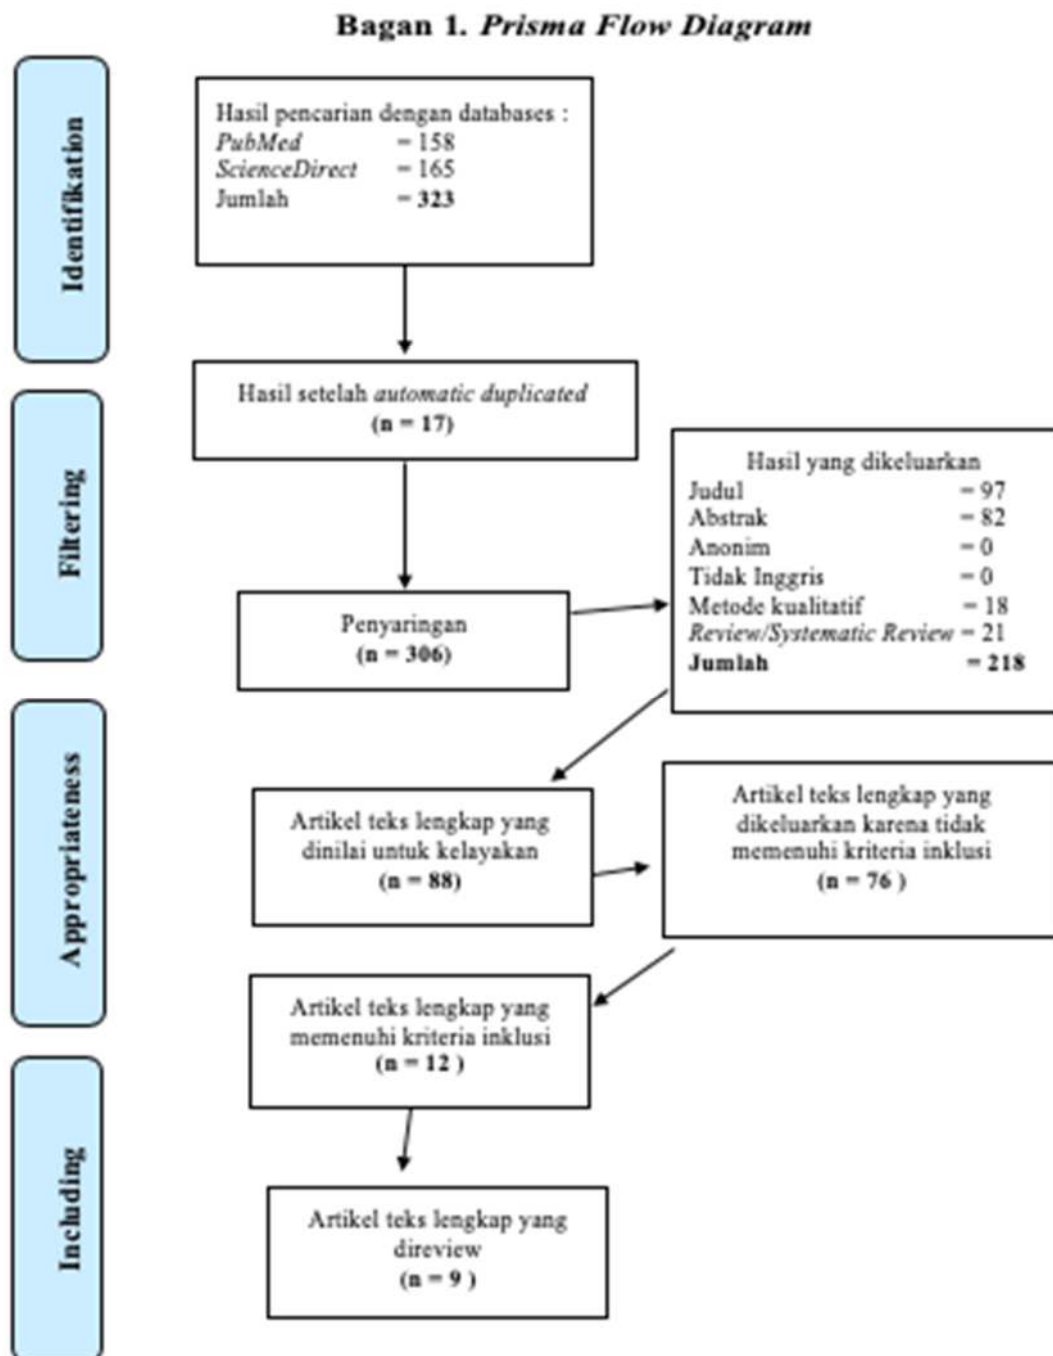 Bagan 1. Prisma Flow Diagram
Identifikation
Hasil pencarian dengan databases :
PubMed = 158
ScienceDirect = 165
Jumlah = 323
Filtering
Hasil setelah automatic duplicated
(n = 17)
Penyaringan
(n = 306)
Hasil yang dikeluarkan
Judul = 97
Abstrak = 82
Anonim = 0
Tidak Inggris = 0
Metode kualitatif = 18
Review/Systematic Review = 21
Jumlah = 218
Appropriateness
Artikel teks lengkap yang
dinilai untuk kelayakan
(n = 88)
Artikel teks lengkap yang
dikeluarkan karena tidak
memenuhi kriteria inklusi
(n = 76 )
Artikel teks lengkap yang
memenuhi kriteria inklusi
(n = 12 )
Including
Artikel teks lengkap yang
direview
(n = 9 )